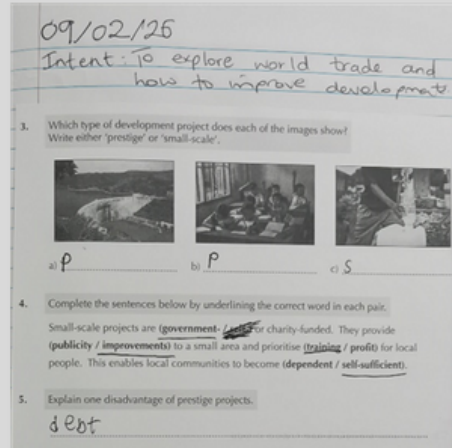 09/02/26
Intent: To explore world trade and
how to improve development
3. Which type of development project does each of the images show?
Write either 'prestige' or 'small-scale'.
a) P b) P c) S
4. Complete the sentences below by underlining the correct word in each pair.
Small-scale projects are (government- / or charity-funded. They provide
(publicity / improvements) to a small area and prioritise (training / profit) for local
people. This enables local communities to become (dependent / self-sufficient).
5. Explain one disadvantage of prestige projects.
debt